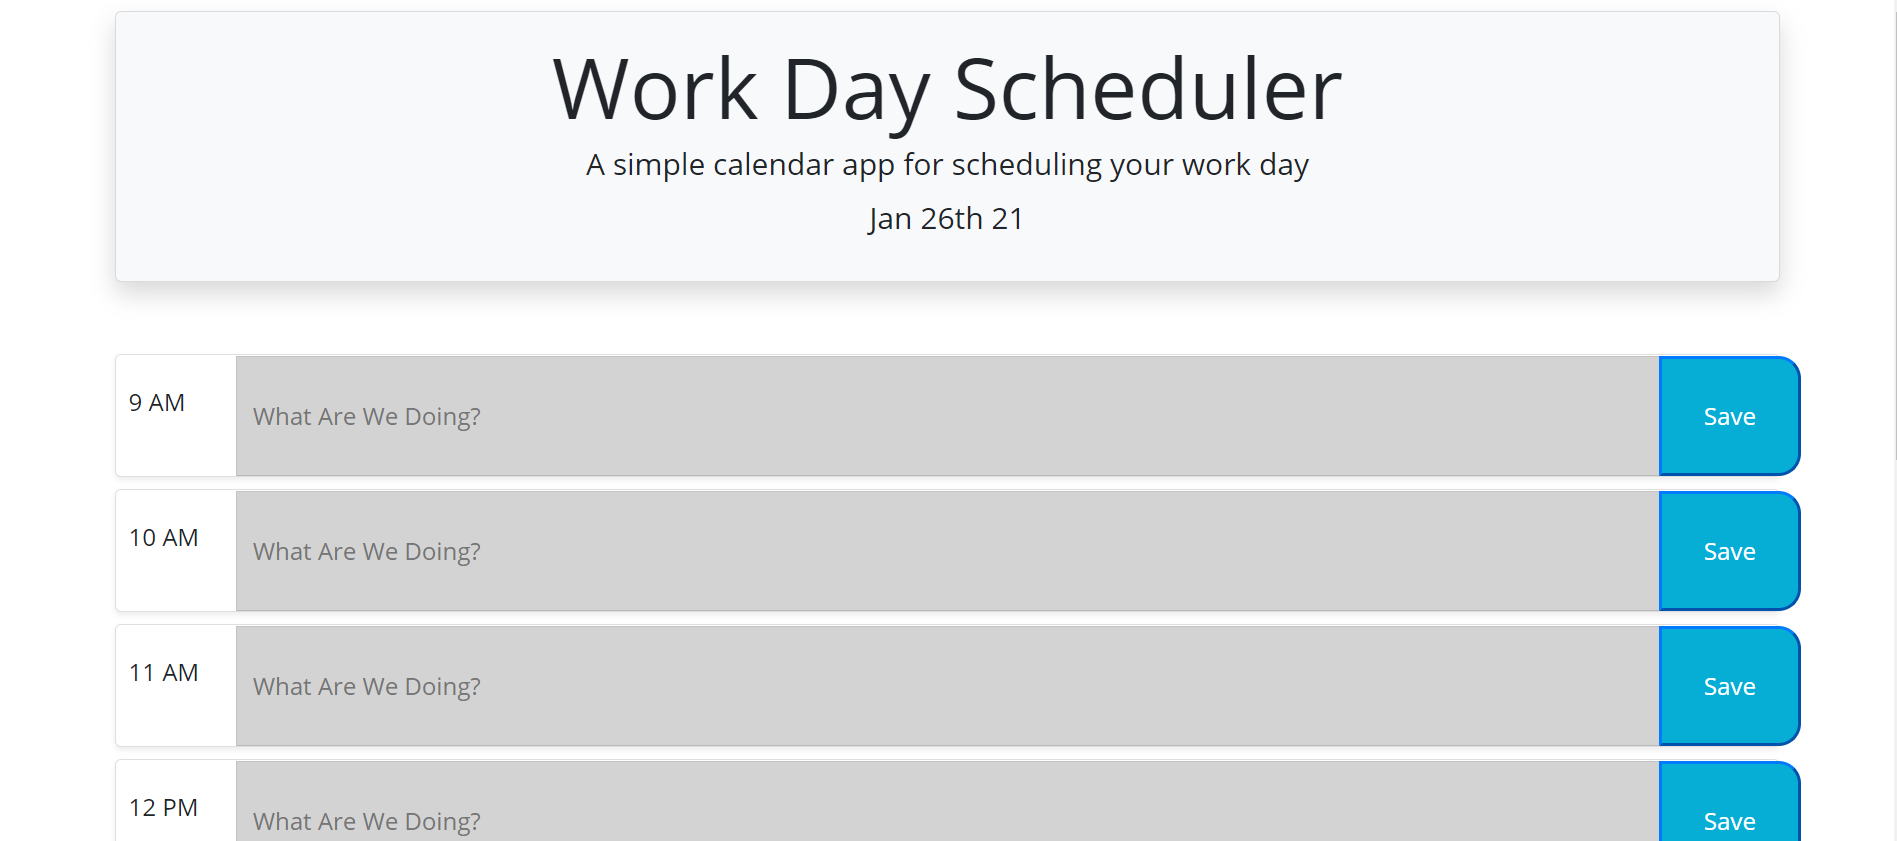 Work Day Scheduler
A simple calendar app for scheduling your work day
Jan 26th 21
9 AM
What Are We Doing?
Save
10 AM
What Are We Doing?
Save
11 AM
What Are We Doing?
Save
12 PM
What Are We Doing?
Save